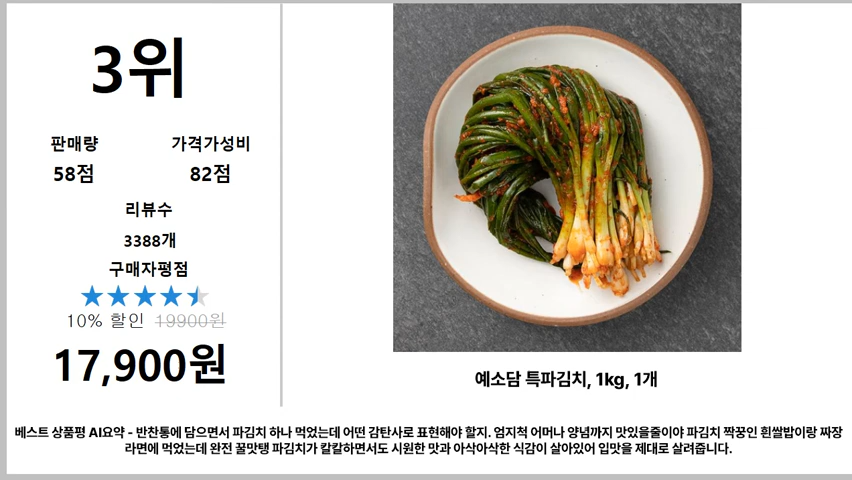 3위
판매량 가격가성비
58점 82점
리뷰수
3388개
구매자평점
10% 할인 19900원
17,900원
예소담 특파김치, 1kg, 1개
베스트 상품평 AI요약 - 반찬통에 담으면서 파김치 하나 먹었는데 어떤 감탄사로 표현해야 할지. 엄지척 어머나 양념까지 맛있을줄이야 파김치 짝꿍인 흰쌀밥이랑 짜장
라면에 먹었는데 완전 꿀맛탱 파김치가 칼칼하면서도 시원한 맛과 아삭아삭한 식감이 살아있어 입맛을 제대로 살려줍니다.